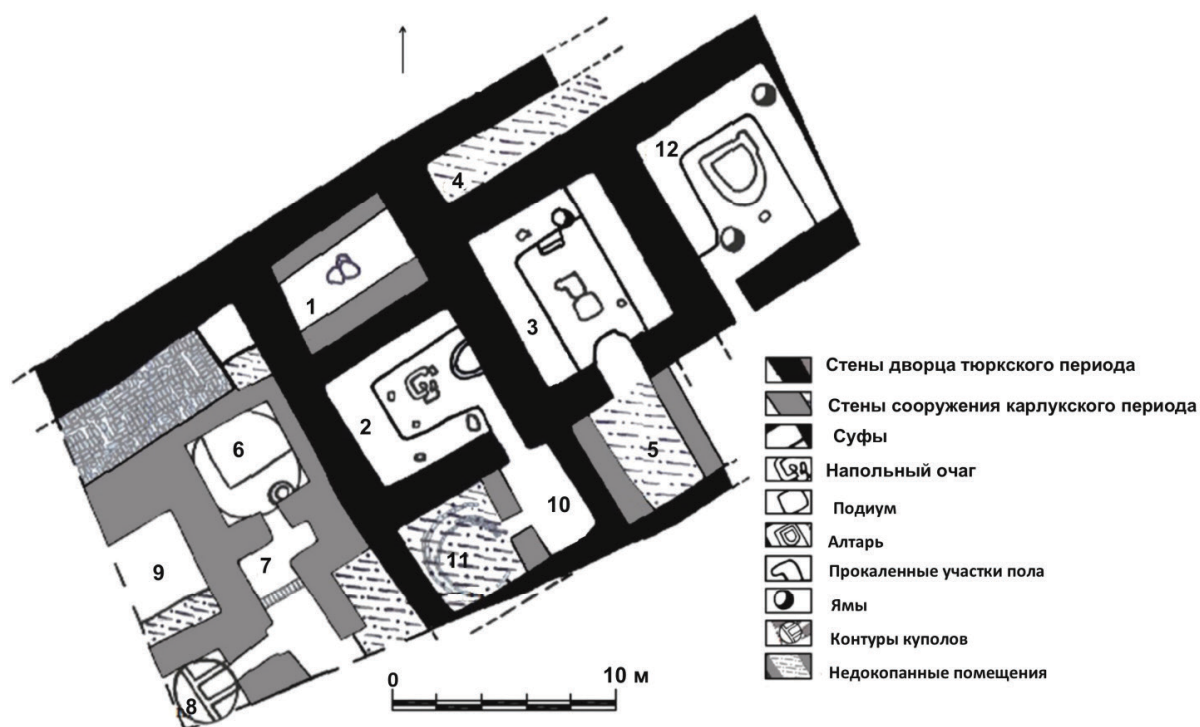 12
4
1
3
2
6
5
10
11
9
7
8
0 10 м
Стены дворца тюркского периода
Стены сооружения карлукского периода
Суфы
Напольный очаг
Подиум
Алтарь
Прокаленные участки пола
Ямы
Контуры куполов
Недокопанные помещения